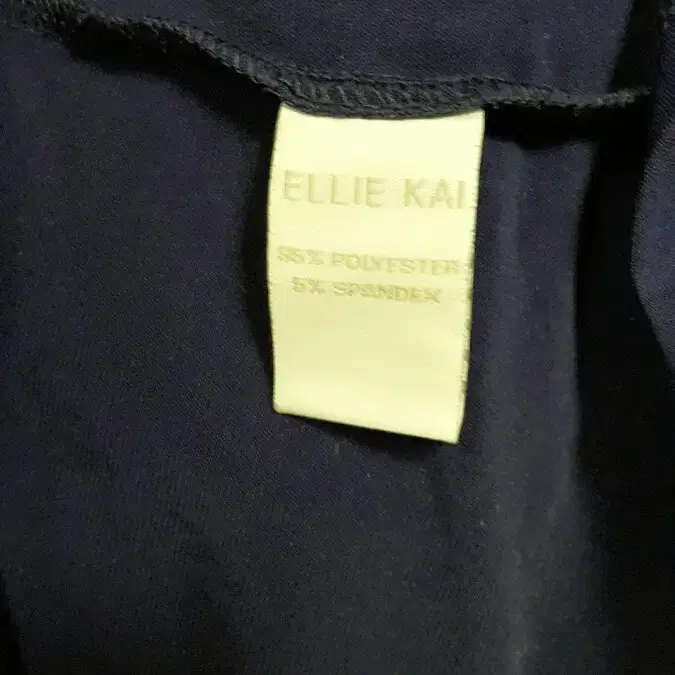 ELLIE KAI
95% POLYESTER
5% SPANDEX